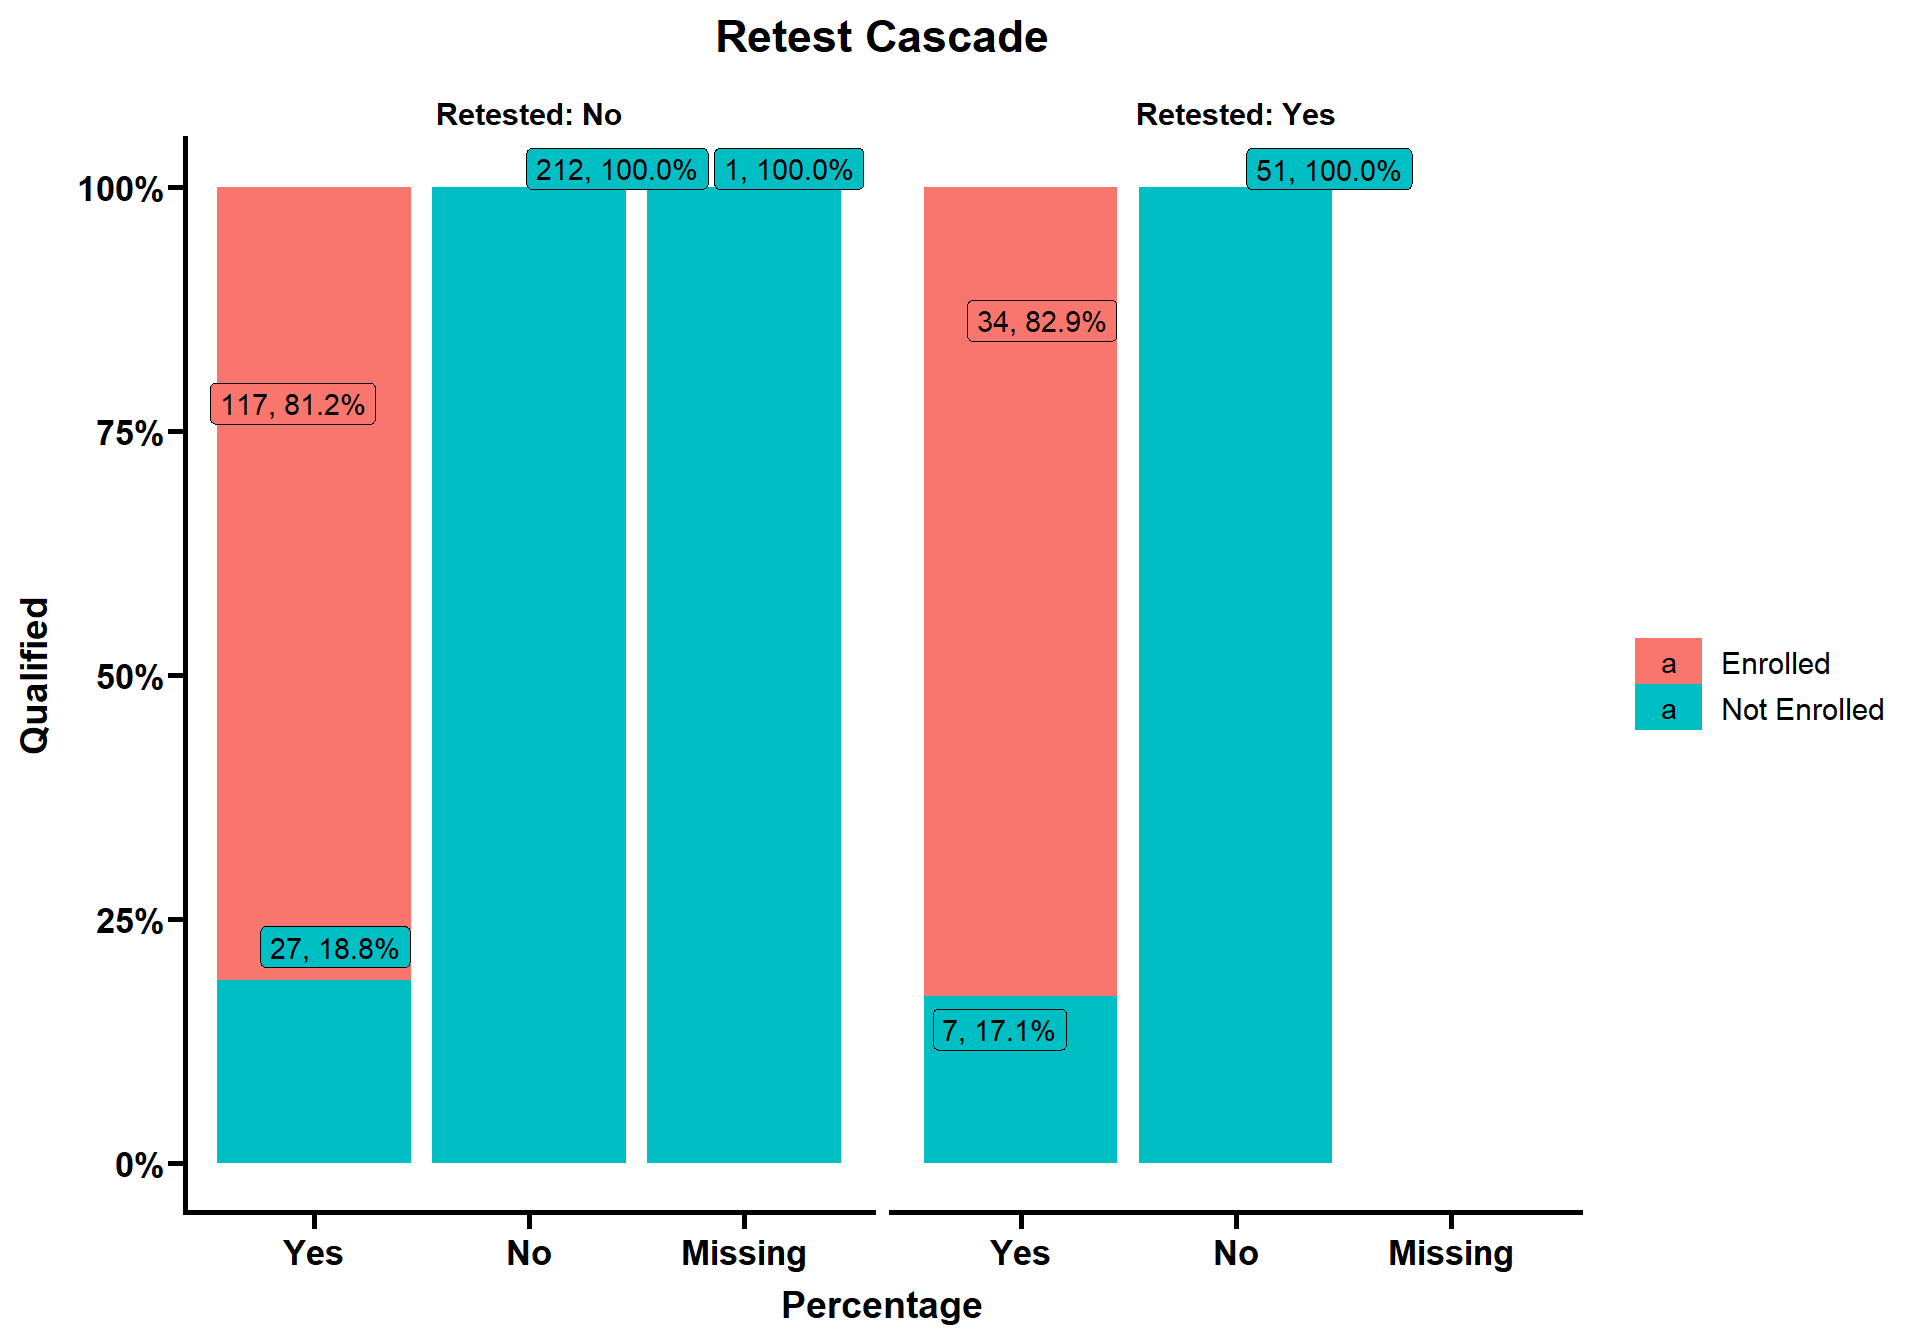 Retest Cascade
Retested: No
Retested: Yes
212, 100.0%
1, 100.0%
51, 100.0%
100%
34, 82.9%
117, 81.2%
75%
Qualified
50%
a Enrolled
a Not Enrolled
25%
27, 18.8%
7, 17.1%
0%
Yes No Missing
Yes No Missing
Percentage